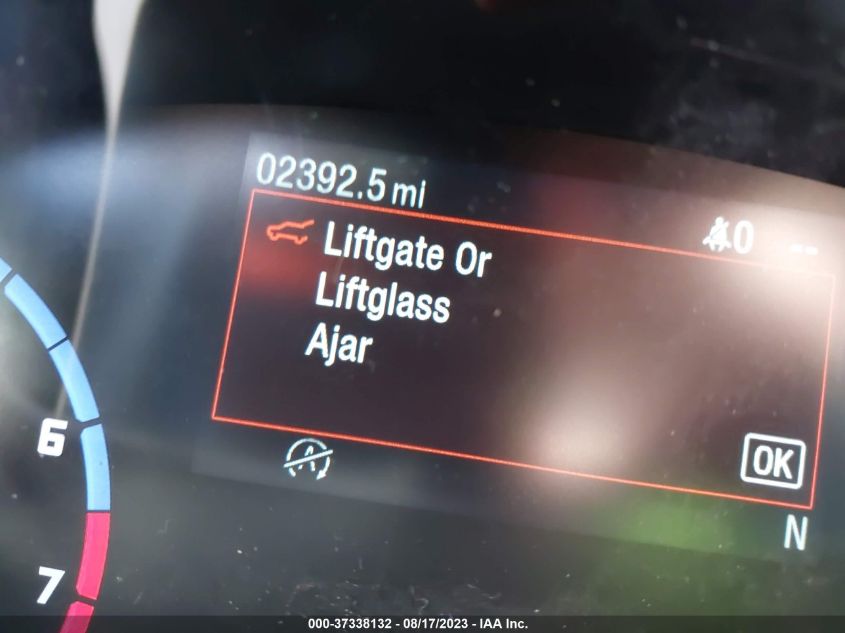 02392.5 mi
0 --
Liftgate Or
Liftglass
Ajar
6
A
OK
N
7
000-37338132 - 08/17/2023 - IAA Inc.